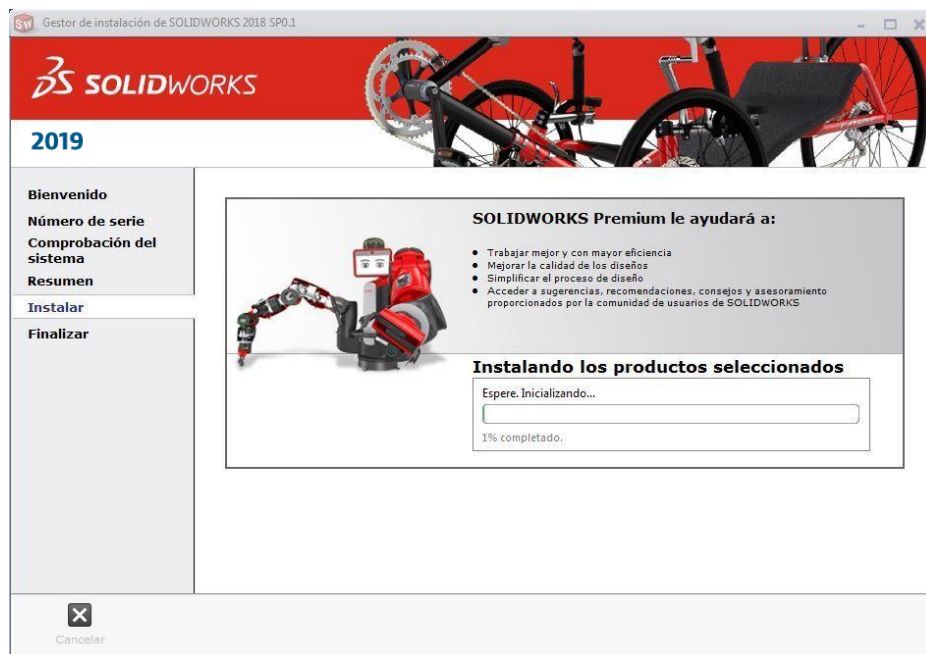 SW Gestor de instalación de SOLIDWORKS 2018 SP0.1
3S SOLIDWORKS
2019
Bienvenido
Número de serie
Comprobación del
sistema
Resumen
Instalar
Finalizar
SOLIDWORKS Premium le ayudará a:
• Trabajar mejor y con mayor eficiencia
• Mejorar la calidad de los diseños
• Simplificar el proceso de diseño
• Acceder a sugerencias, recomendaciones, consejos y asesoramiento
proporcionados por la comunidad de usuarios de SOLIDWORKS
Instalando los productos seleccionados
Espere. Inicializando...
1% completado.
Cancelar